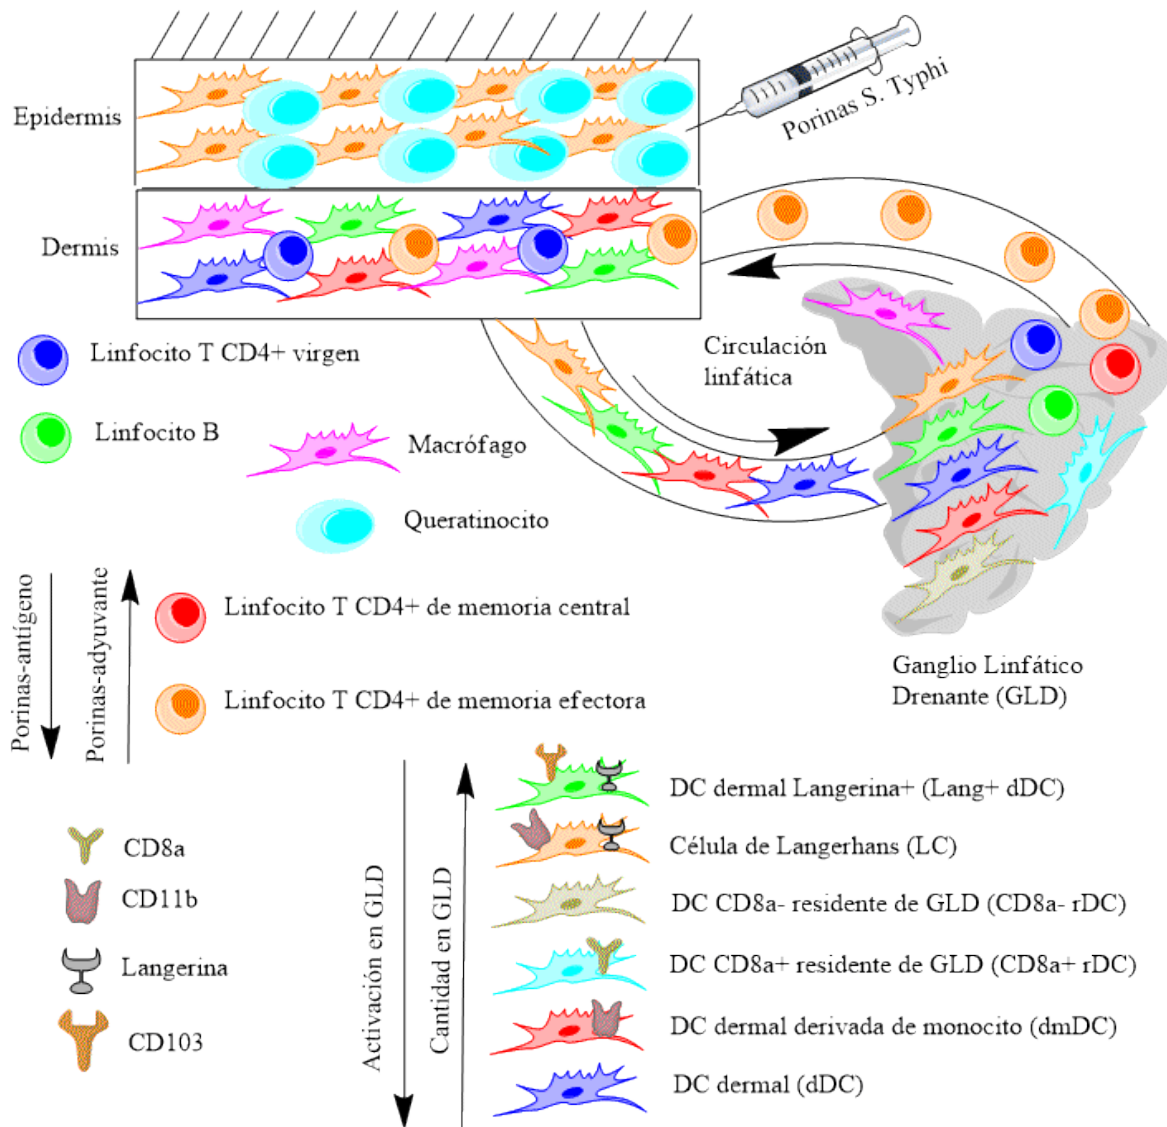 Epidermis
Porinas S. Typhi
Dermis
Linfocito T CD4+ virgen
Circulación
linfática
Linfocito B
Macrófago
Queratinocito
Porinas-antígeno
Porinas-adyuvante
Linfocito T CD4+ de memoria central
Linfocito T CD4+ de memoria efectora
Ganglio Linfático
Drenante (GLD)
CD8a
CD11b
Langerina
CD103
Activación en GLD
Cantidad en GLD
DC dermal Langerina+ (Lang+ dDC)
Célula de Langerhans (LC)
DC CD8a- residente de GLD (CD8a- rDC)
DC CD8a+ residente de GLD (CD8a+ rDC)
DC dermal derivada de monocito (dmDC)
DC dermal (dDC)